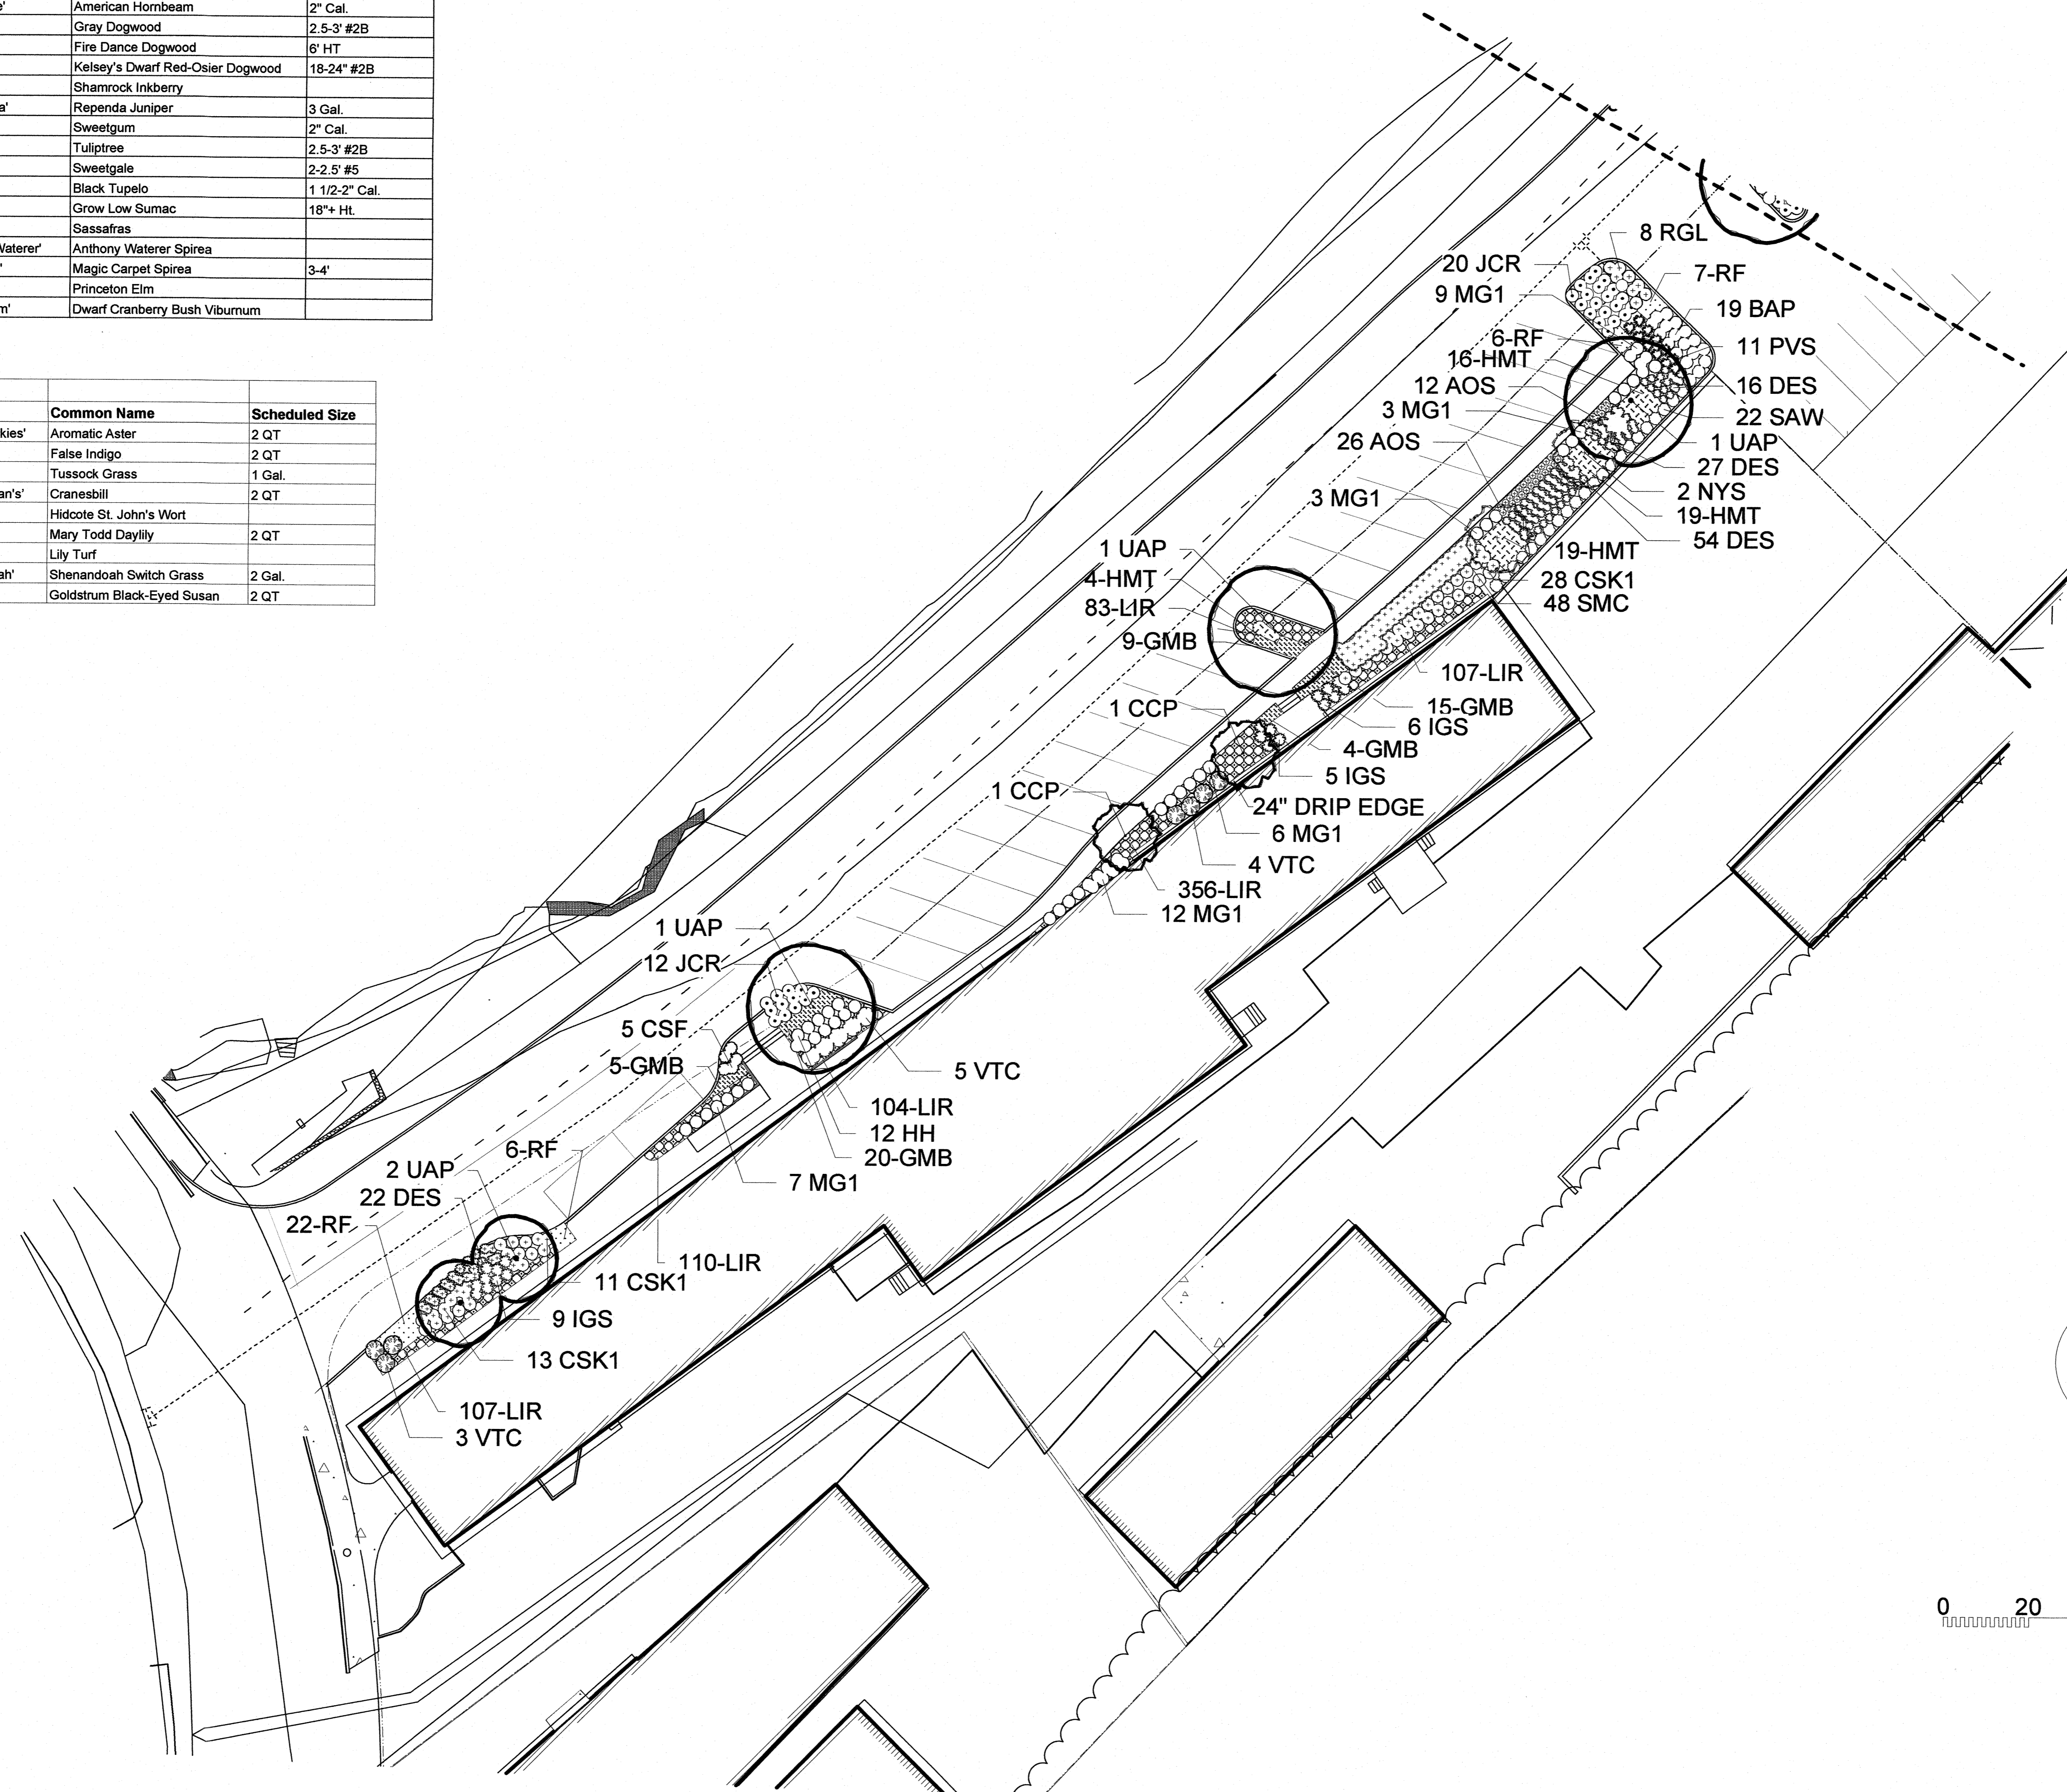 e' American Hornbeam 2" Cal.
Gray Dogwood 2.5-3' #2B
Fire Dance Dogwood 6' HT
Kelsey's Dwarf Red-Osier Dogwood 18-24" #2B
Shamrock Inkberry
a' Rependa Juniper 3 Gal.
Sweetgum 2" Cal.
Tuliptree 2.5-3' #2B
Sweetgale 2-2.5' #5
Black Tupelo 1 1/2-2" Cal.
Grow Low Sumac 18"+ Ht.
Sassafras
Waterer' Anthony Waterer Spirea
' Magic Carpet Spirea 3-4'
Princeton Elm
m' Dwarf Cranberry Bush Viburnum
Common Name Scheduled Size
kies' Aromatic Aster 2 QT
False Indigo 2 QT
Tussock Grass 1 Gal.
an's' Cranesbill 2 QT
Hidcote St. John's Wort
Mary Todd Daylily 2 QT
Lily Turf
ah' Shenandoah Switch Grass 2 Gal.
Goldstrum Black-Eyed Susan 2 QT
8 RGL
20 JCR
7-RF
9 MG1
19 BAP
6-RF
11 PVS
16-HMT
12 AOS
16 DES
3 MG1
22 SAW
26 AOS
1 UAP
27 DES
3 MG1
2 NYS
19-HMT
54 DES
1 UAP
19-HMT
4-HMT
28 CSK1
83-LIR
48 SMC
9-GMB
107-LIR
1 CCP
15-GMB
6 IGS
4-GMB
5 IGS
1 CCP
24" DRIP EDGE
6 MG1
4 VTC
356-LIR
12 MG1
1 UAP
12 JCR
5 CSF
5-GMB
5 VTC
104-LIR
12 HH
20-GMB
6-RF
7 MG1
2 UAP
22 DES
22-RF
110-LIR
11 CSK1
9 IGS
13 CSK1
107-LIR
3 VTC
0 20